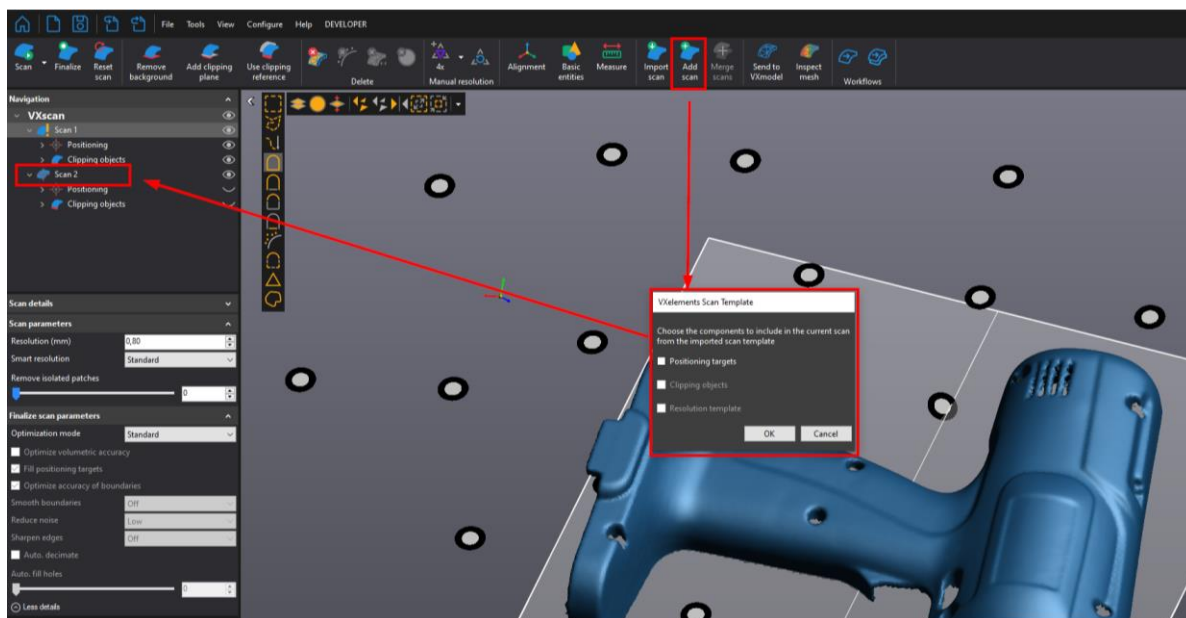 File Tools View Configure Help DEVELOPER
Scan
Finalize
Reset
scan
Remove
background
Add clipping
plane
Use clipping
reference
Delete
4x
Manual resolution
Alignment
Basic
entities
Measure
Import
scan
Add
scan
Merge
scans
Send to
VXmodel
Inspect
mesh
Workflows
Navigation
VXscan
Scan 1
Positioning
Clipping objects
Scan 2
Positioning
Clipping objects
Scan details
Scan parameters
Resolution (mm) 0,80
Smart resolution Standard
Remove isolated patches
0
Finalize scan parameters
Optimization mode Standard
Optimize volumetric accuracy
Fill positioning targets
Optimize accuracy of boundaries
Smooth boundaries Off
Reduce noise Low
Sharpen edges Off
Auto. decimate
Auto. fill holes
0
Less details
VXelements Scan Template
Choose the components to include in the current scan
from the imported scan template
Positioning targets
Clipping objects
Resolution template
OK Cancel